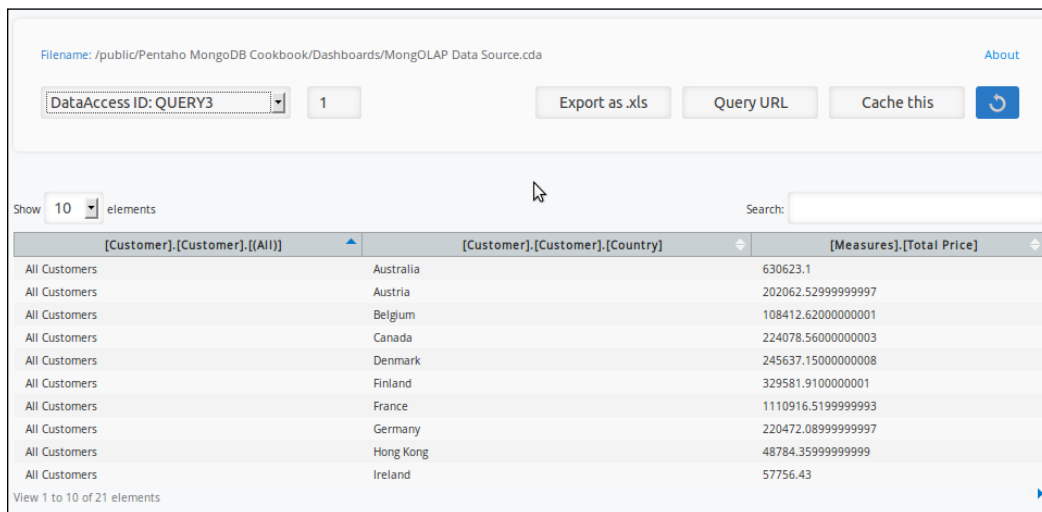 Filename: /public/Pentaho MongoDB Cookbook/Dashboards/MongOLAP Data Source.cda About
DataAccess ID: QUERY3 1 Export as .xls Query URL Cache this
Show 10 elements Search:
[Customer].[Customer].[(All)] [Customer].[Customer].[Country] [Measures].[Total Price]
All Customers Australia 630623.1
All Customers Austria 202062.52999999997
All Customers Belgium 108412.62000000001
All Customers Canada 224078.56000000003
All Customers Denmark 245637.15000000008
All Customers Finland 329581.9100000001
All Customers France 1110916.5199999993
All Customers Germany 220472.08999999997
All Customers Hong Kong 48784.35999999999
All Customers Ireland 57756.43
View 1 to 10 of 21 elements